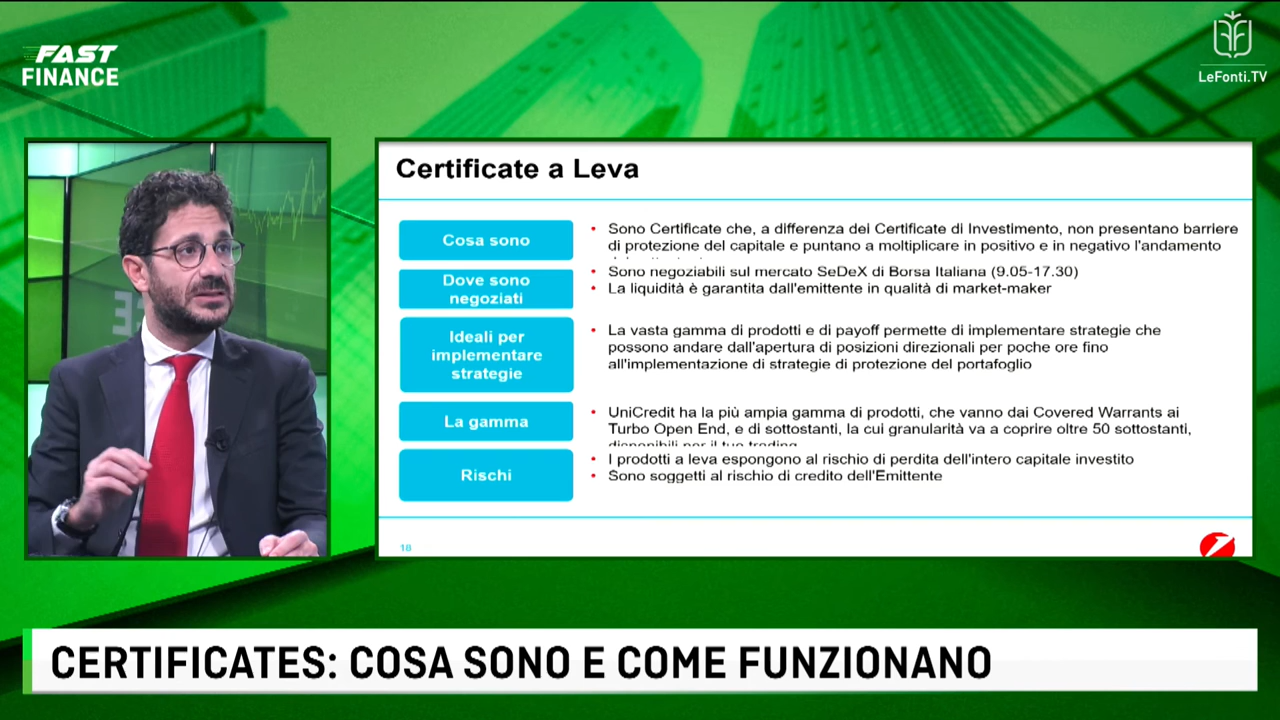 FAST
FINANCE
LeFonti.TV
Certificate a Leva
Cosa sono
• Sono Certificate che, a differenza dei Certificate di Investimento, non presentano barriere
di protezione del capitale e puntano a moltiplicare in positivo e in negativo l'andamento
Dove sono
negoziati
• Sono negoziabili sul mercato SeDeX di Borsa Italiana (9.05-17.30)
• La liquidità è garantita dall'emittente in qualità di market-maker
Ideali per
implementare
strategie
• La vasta gamma di prodotti e di payoff permette di implementare strategie che
possono andare dall'apertura di posizioni direzionali per poche ore fino
all'implementazione di strategie di protezione del portafoglio
La gamma
• UniCredit ha la più ampia gamma di prodotti, che vanno dai Covered Warrants ai
Turbo Open End, e di sottostanti, la cui granularità va a coprire oltre 50 sottostanti,
disponibili per il tuo trading
Rischi
• I prodotti a leva espongono al rischio di perdita dell'intero capitale investito
• Sono soggetti al rischio di credito dell'Emittente
18
CERTIFICATES: COSA SONO E COME FUNZIONANO